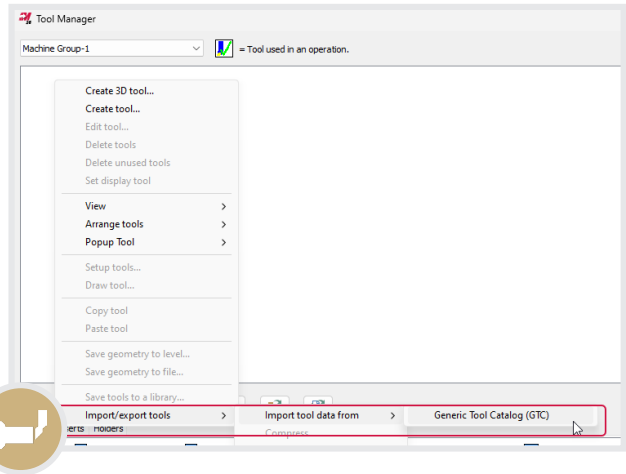 Tool Manager
Machine Group-1
= Tool used in an operation.
Create 3D tool...
Create tool...
Edit tool...
Delete tools
Delete unused tools
Set display tool
View
Arrange tools
Popup Tool
Setup tools...
Draw tool...
Copy tool
Paste tool
Save geometry to level...
Save geometry to file...
Save tools to a library...
Import/export tools Import tool data from Generic Tool Catalog (GTC)
Holders
Compress